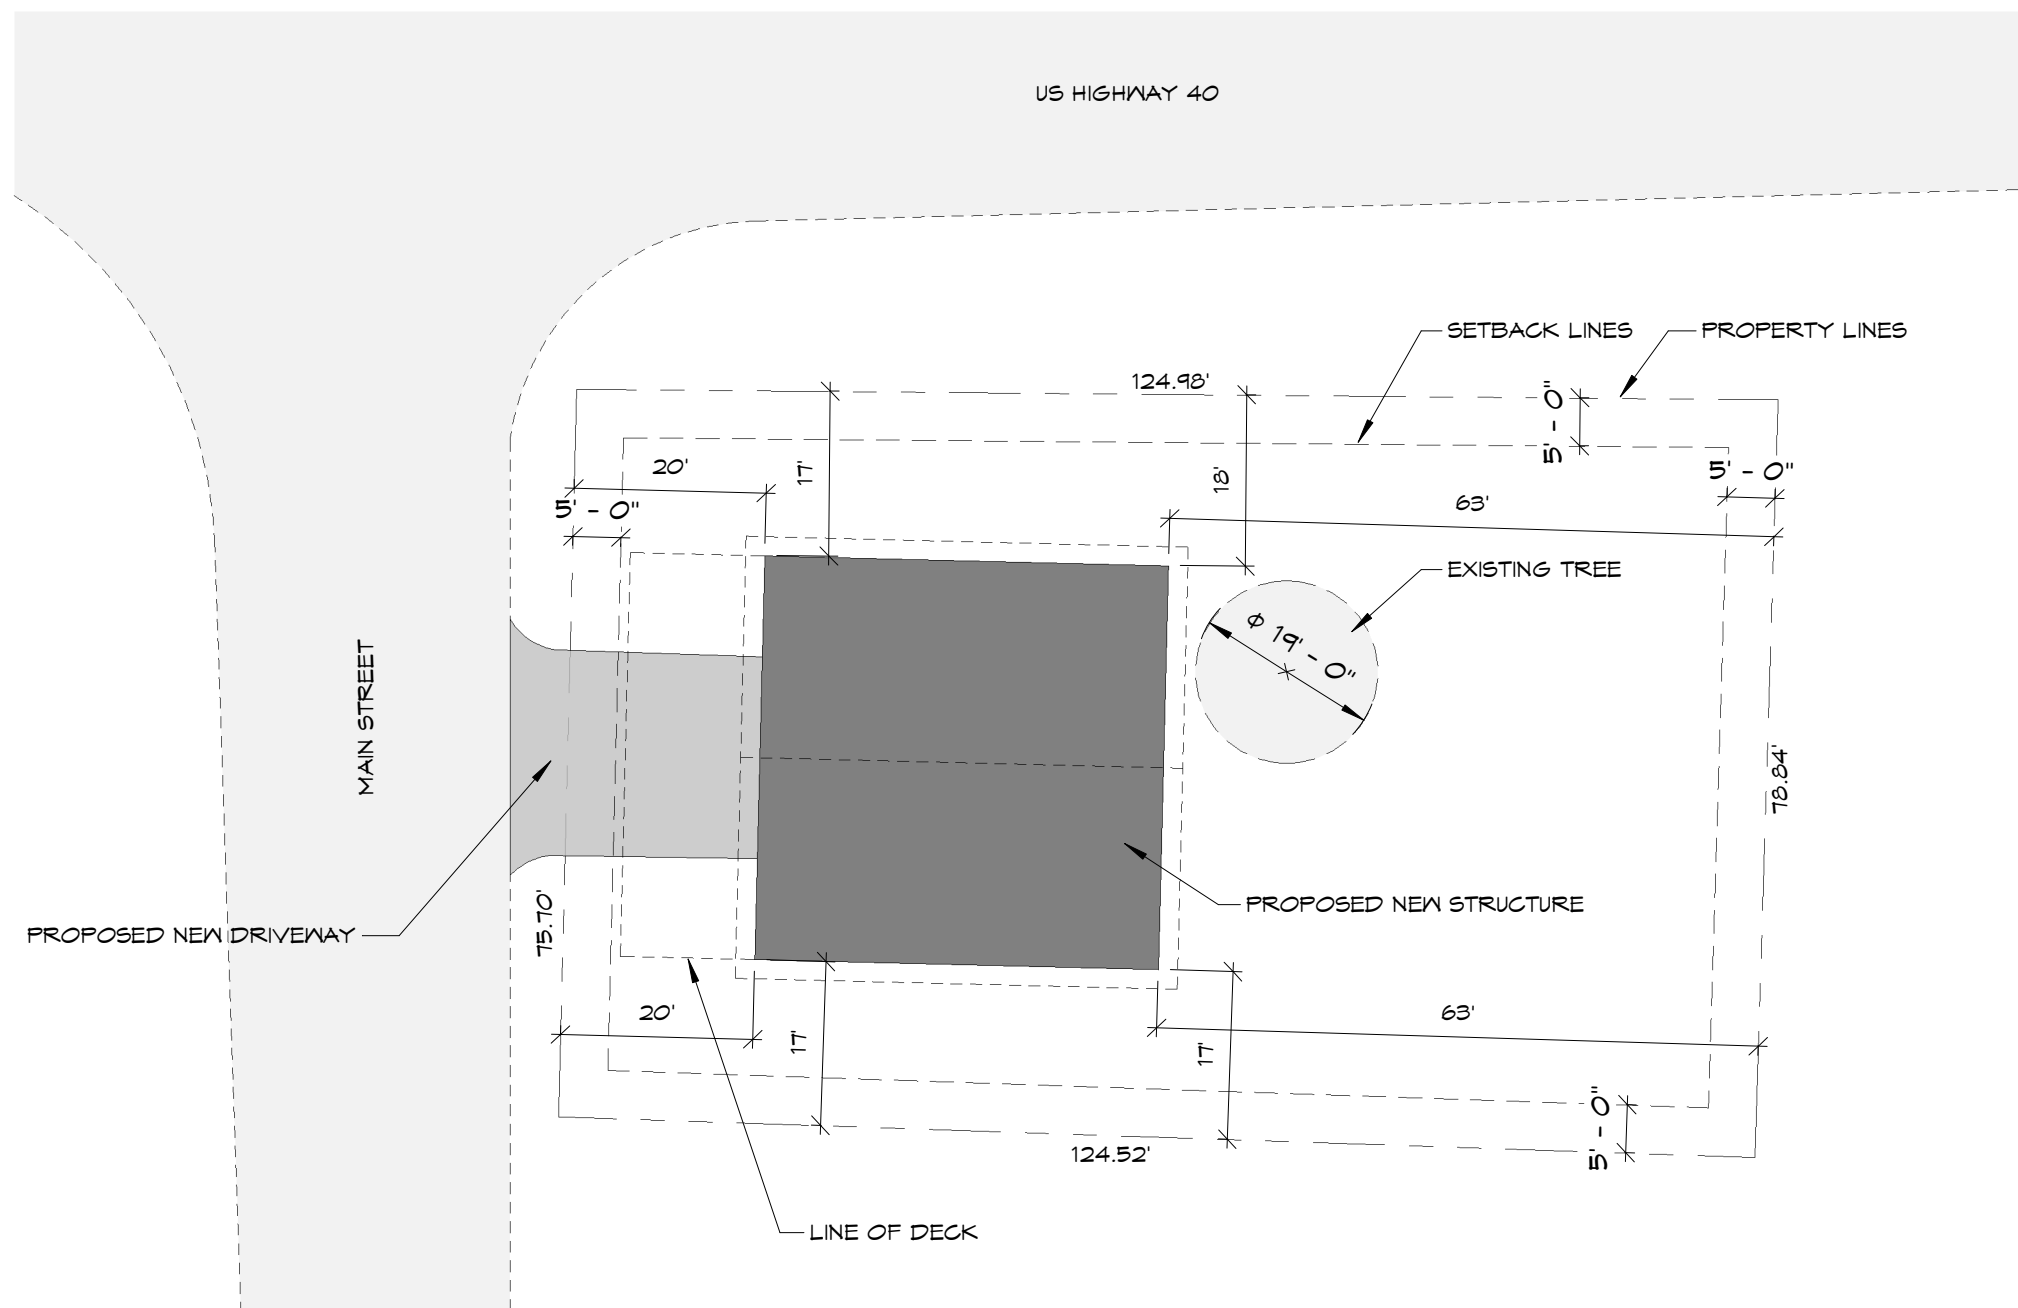 US HIGHWAY 40
SETBACK LINES
PROPERTY LINES
124.98'
5' - 0"
20'
17'
18'
5' - 0"
63'
5' - 0"
EXISTING TREE
Φ 19' - 0"
MAIN STREET
78.84'
PROPOSED NEW STRUCTURE
PROPOSED NEW DRIVEWAY
75.70'
20'
17'
17'
63'
5' - 0"
124.52'
LINE OF DECK